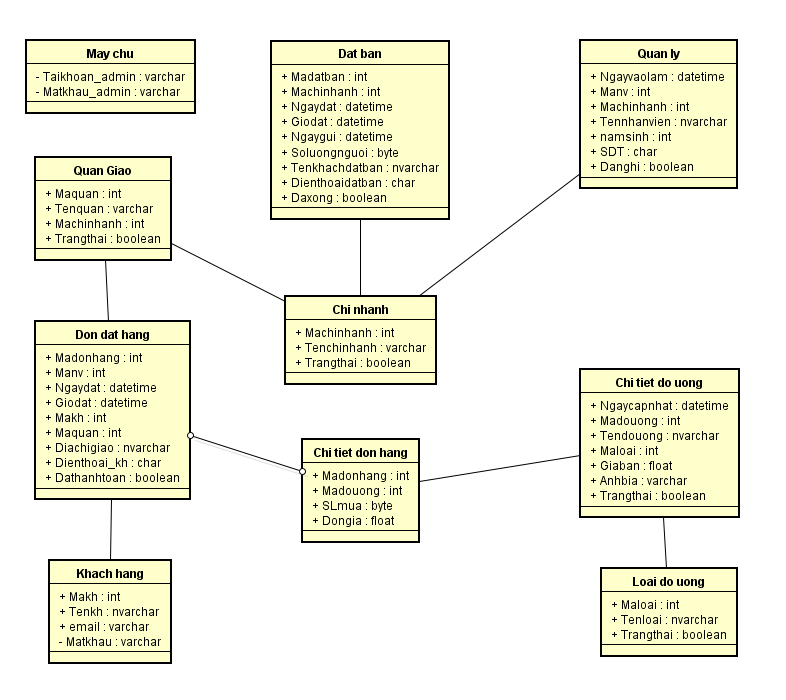 May chu
- Taikhoan_admin : varchar
- Matkhau_admin : varchar
Dat ban
+ Madatban : int
+ Machinhanh : int
+ Ngaydat : datetime
+ Giodat : datetime
+ Ngaygui : datetime
+ Soluongnguoi : byte
+ Tenkhachdatban : nvarchar
+ Dienthoaidatban : char
+ Daxong : boolean
Quan ly
+ Ngayvaolam : datetime
+ Manv : int
+ Machinhanh : int
+ Tennhanvien : nvarchar
+ namsinh : int
+ SDT : char
+ Danghi : boolean
Quan Giao
+ Maquan : int
+ Tenquan : varchar
+ Machinhanh : int
+ Trangthai : boolean
Chi nhanh
+ Machinhanh : int
+ Tenchinhanh : varchar
+ Trangthai : boolean
Don dat hang
+ Madonhang : int
+ Manv : int
+ Ngaydat : datetime
+ Giodat : datetime
+ Makh : int
+ Maquan : int
+ Diachigiao : nvarchar
+ Dienthoai_kh : char
+ Dathanhtoan : boolean
Chi tiet don hang
+ Madonhang : int
+ Madouong : int
+ SLmua : byte
+ Dongia : float
Chi tiet do uong
+ Ngaycapnhat : datetime
+ Madouong : int
+ Tendouong : nvarchar
+ Maloai : int
+ Giaban : float
+ Anhbia : varchar
+ Trangthai : boolean
Khach hang
+ Makh : int
+ Tenkh : nvarchar
+ email : varchar
- Matkhau : varchar
Loai do uong
+ Maloai : int
+ Tenloai : nvarchar
+ Trangthai : boolean